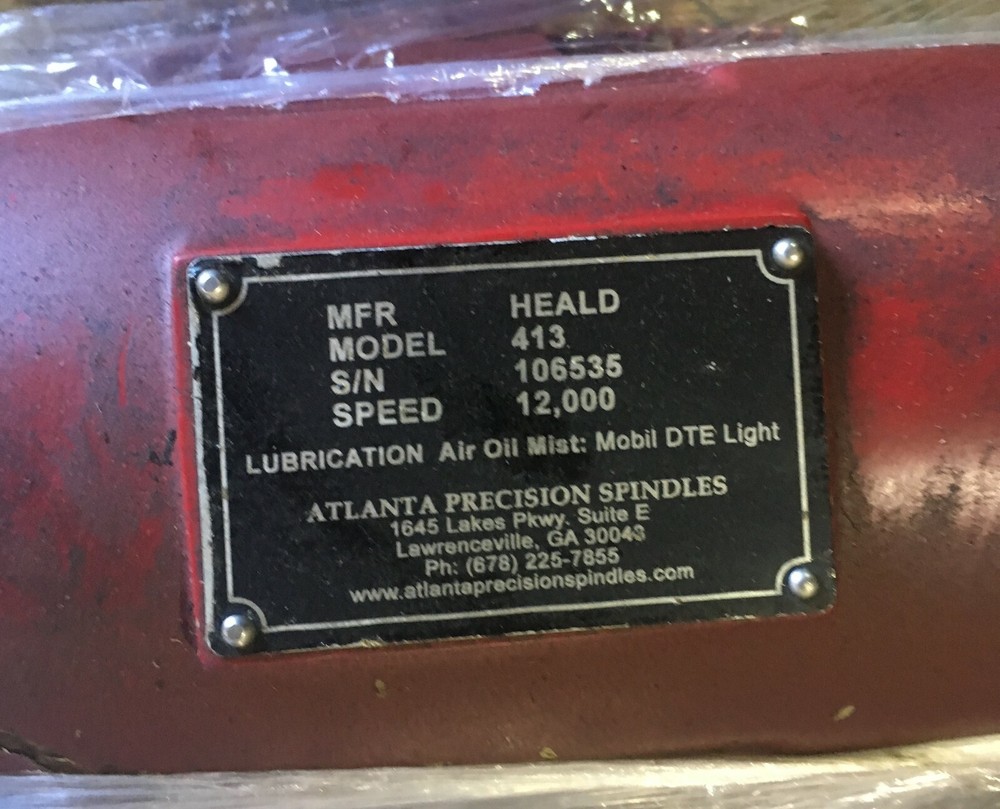 MFR HEALD
MODEL 413
S/N 106535
SPEED 12,000
LUBRICATION Air Oil Mist: Mobil DTE Light
ATLANTA PRECISION SPINDLES
1645 Lakes Pkwy. Suite E
Lawrenceville, GA 30043
Ph: (678) 225-7855
www.atlantaprecisionspindles.com